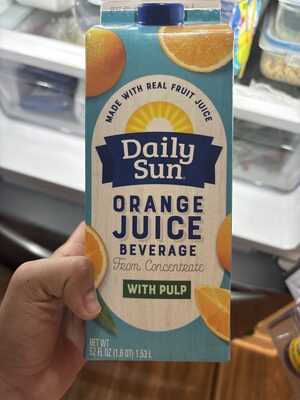 MADE WITH REAL FRUIT JUICE
Daily
Sun
ORANGE
JUICE
BEVERAGE
From Concentrate
WITH PULP
NET WT
52 FL OZ (1.6 QT) 1.53 L